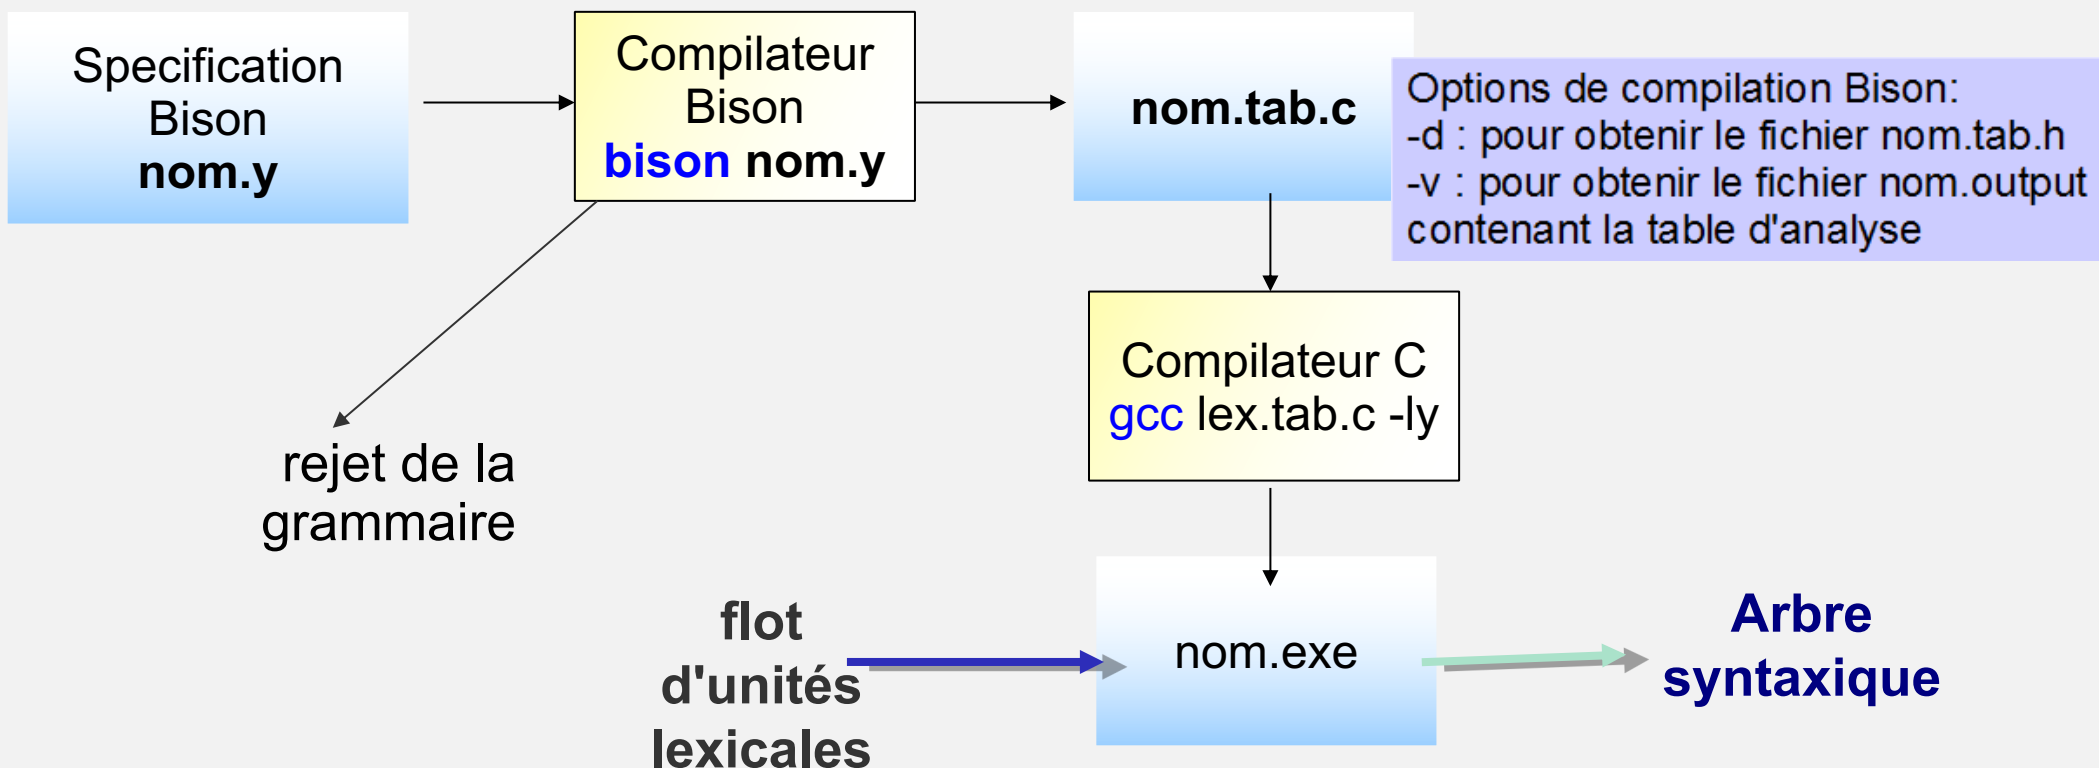 Specification
Bison
nom.y
Compilateur
Bison
bison nom.y
nom.tab.c
Options de compilation Bison:
-d : pour obtenir le fichier nom.tab.h
-v : pour obtenir le fichier nom.output
contenant la table d'analyse
Compilateur C
gcc lex.tab.c -ly
rejet de la
grammaire
flot
d'unités
lexicales
nom.exe
Arbre
syntaxique